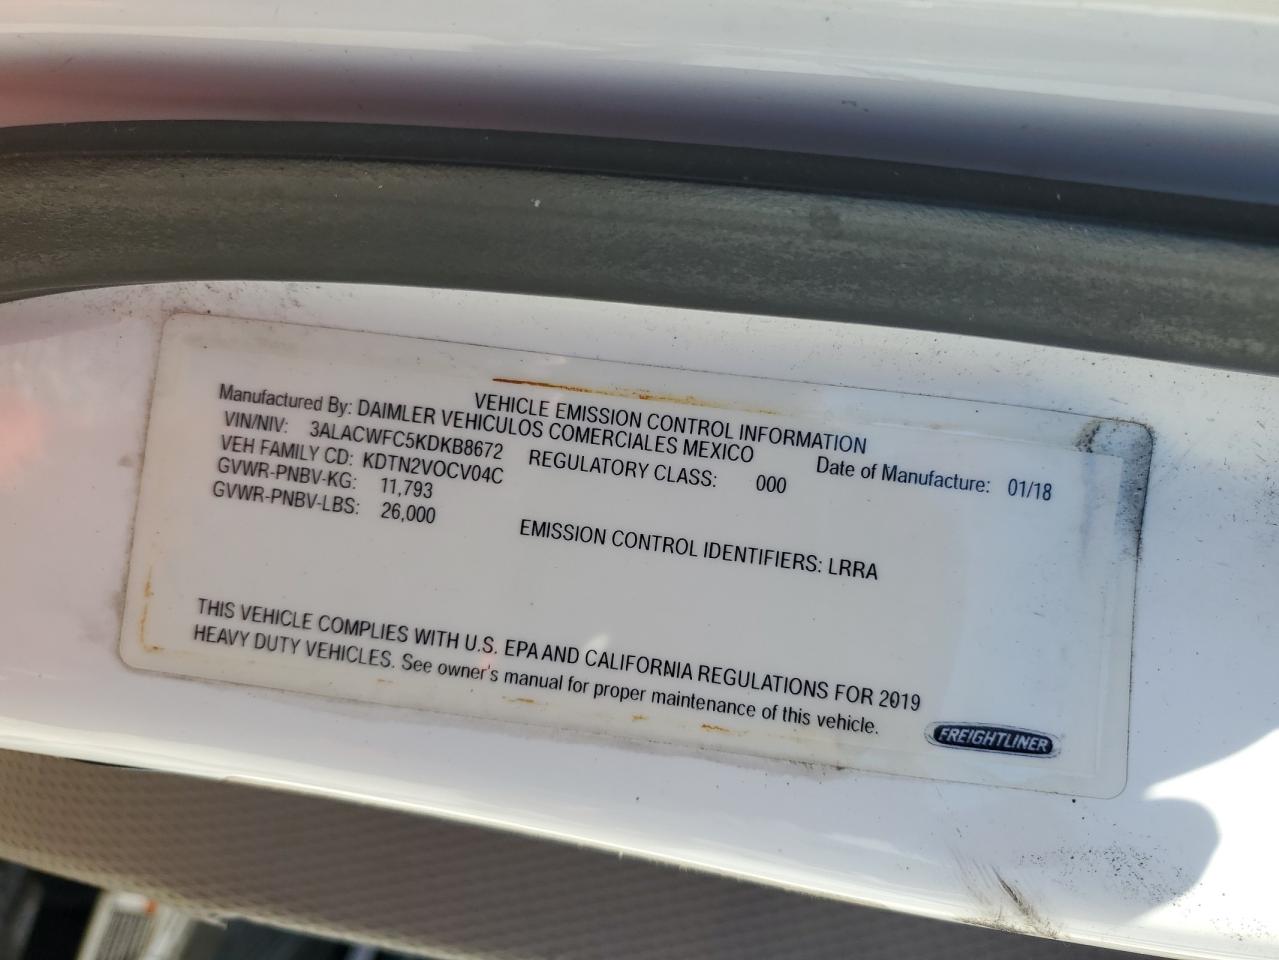 VEHICLE EMISSION CONTROL INFORMATION
Manufactured By: DAIMLER VEHICULOS COMERCIALES MEXICO
Date of Manufacture: 01/18
VIN/NIV: 3ALACWFC5KDKB8672
REGULATORY CLASS: 000
VEH FAMILY CD: KDTN2VOCV04C
GVWR-PNBV-KG: 11,793
GVWR-PNBV-LBS: 26,000
EMISSION CONTROL IDENTIFIERS: LRRA
THIS VEHICLE COMPLIES WITH U.S. EPA AND CALIFORNIA REGULATIONS FOR 2019
HEAVY DUTY VEHICLES. See owner's manual for proper maintenance of this vehicle.
FREIGHTLINER